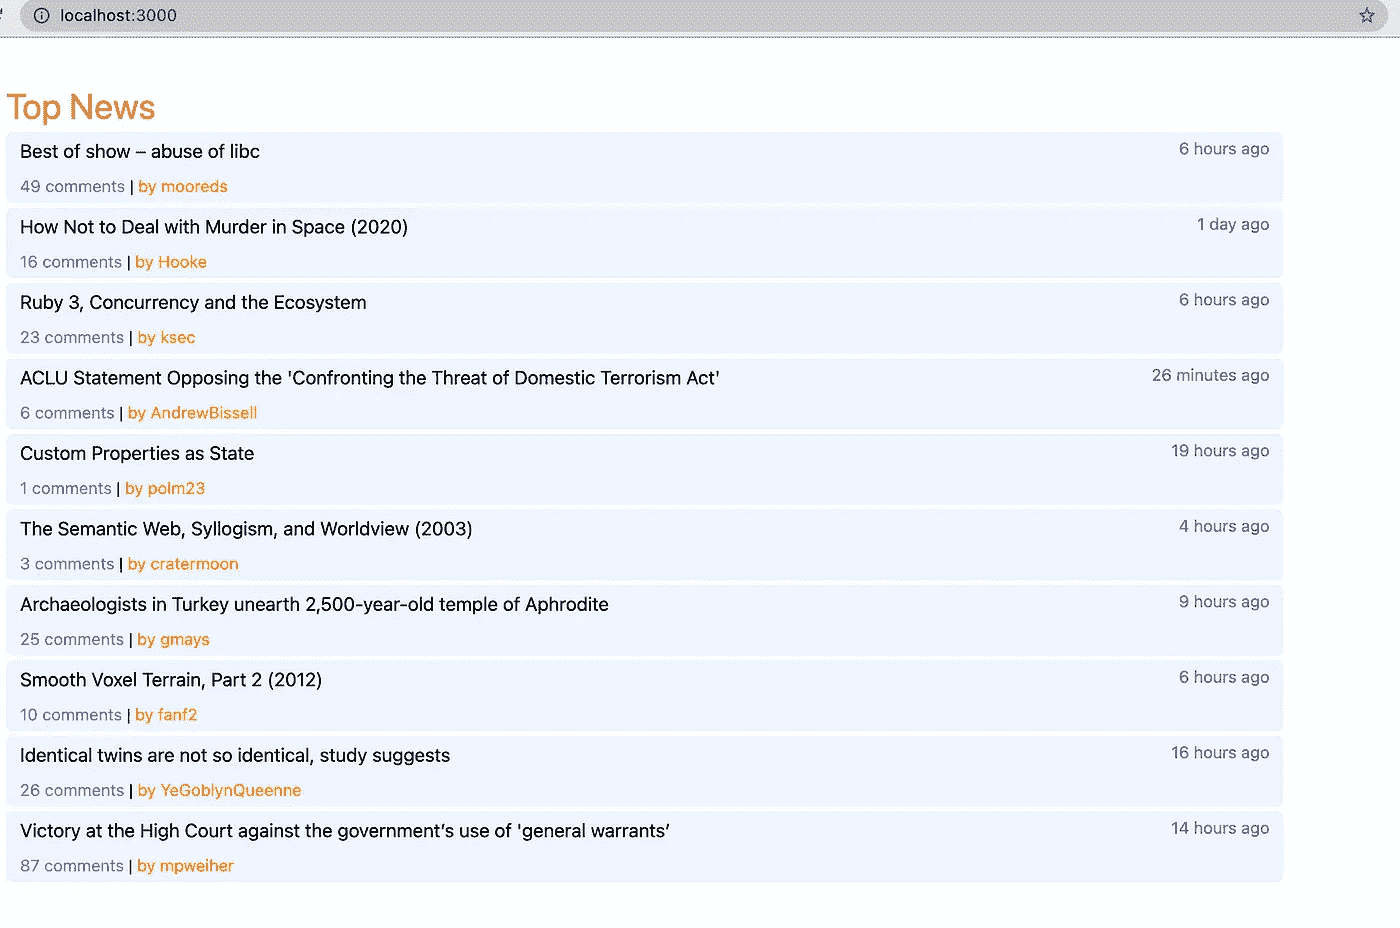 localhost:3000
Top News
Best of show – abuse of libc
6 hours ago
49 comments | by mooreds
How Not to Deal with Murder in Space (2020)
1 day ago
16 comments | by Hooke
Ruby 3, Concurrency and the Ecosystem
6 hours ago
23 comments | by ksec
ACLU Statement Opposing the 'Confronting the Threat of Domestic Terrorism Act'
26 minutes ago
6 comments | by AndrewBissell
Custom Properties as State
19 hours ago
1 comments | by polm23
The Semantic Web, Syllogism, and Worldview (2003)
4 hours ago
3 comments | by cratermoon
Archaeologists in Turkey unearth 2,500-year-old temple of Aphrodite
9 hours ago
25 comments | by gmays
Smooth Voxel Terrain, Part 2 (2012)
6 hours ago
10 comments | by fanf2
Identical twins are not so identical, study suggests
16 hours ago
26 comments | by YeGoblynQueenne
Victory at the High Court against the government’s use of 'general warrants’
14 hours ago
87 comments | by mpweiher